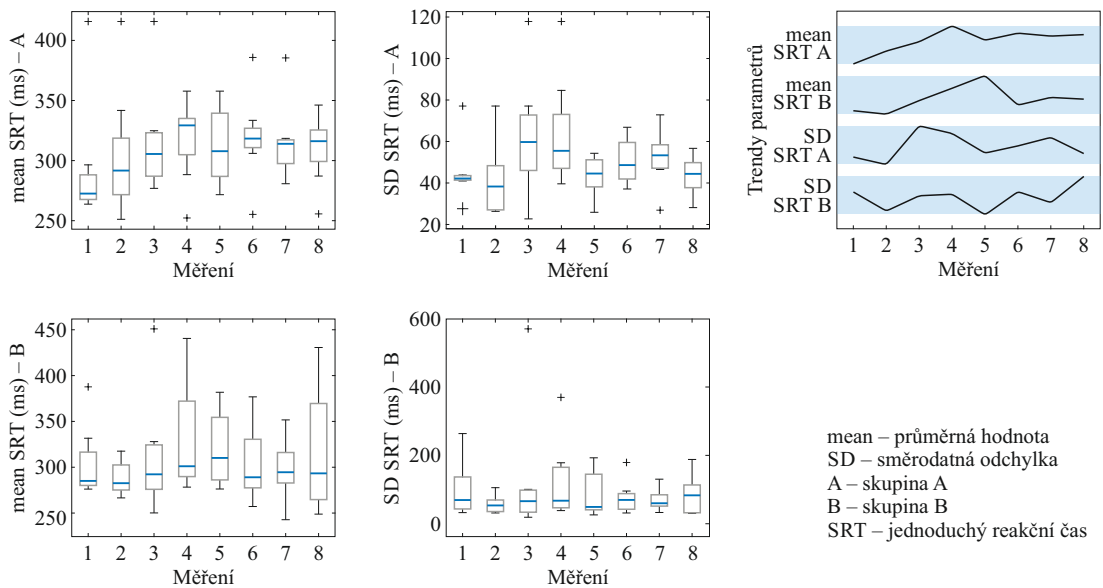 mean SRT (ms) – A
400
350
300
250
1 2 3 4 5 6 7 8
Měření
SD SRT (ms) – A
120
100
80
60
40
20
1 2 3 4 5 6 7 8
Měření
Trendy parametrů
mean
SRT A
mean
SRT B
SD
SRT A
SD
SRT B
1 2 3 4 5 6 7 8
Měření
mean SRT (ms) – B
450
400
350
300
250
1 2 3 4 5 6 7 8
Měření
SD SRT (ms) – B
600
400
200
100
0
1 2 3 4 5 6 7 8
Měření
mean – průměrná hodnota
SD – směrodatná odchylka
A – skupina A
B – skupina B
SRT – jednoduchý reakční čas